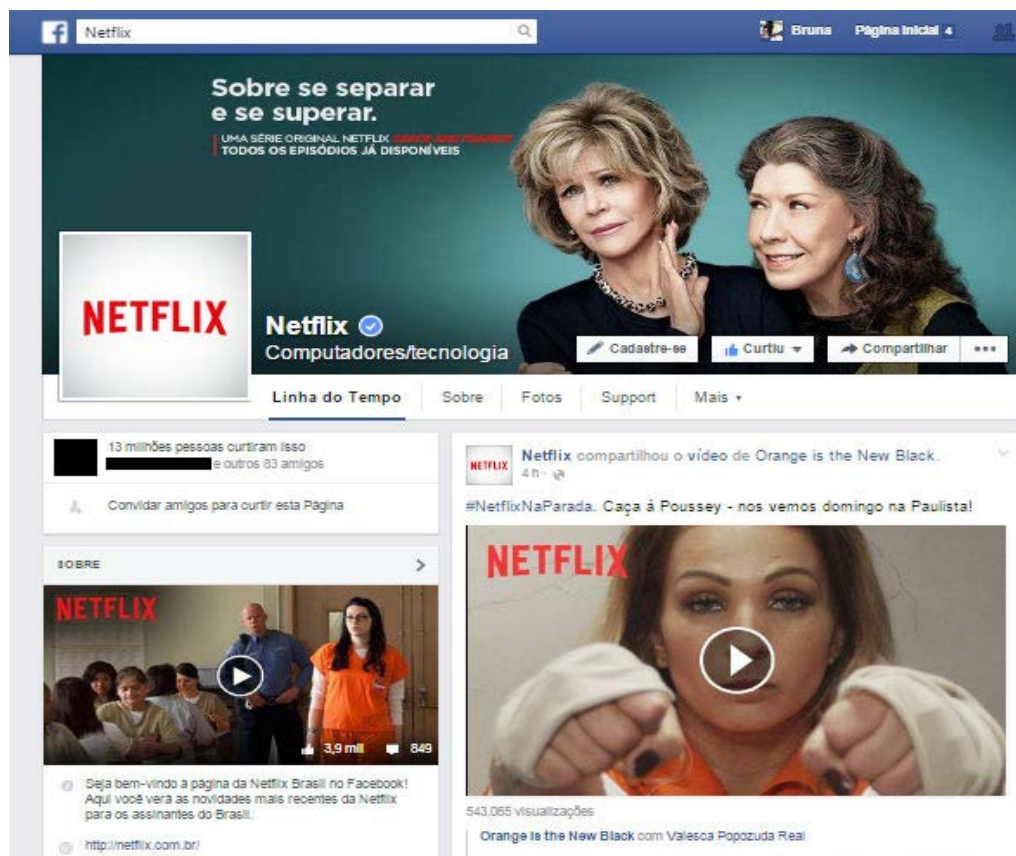 Netflix
Bruna
Página Inicial 4
Sobre se separar
e se superar.
UMA SÉRIE ORIGINAL NETFLIX GRACE AND FRANKIE
TODOS OS EPISÓDIOS JÁ DISPONÍVEIS
NETFLIX
Netflix
Computadores/tecnologia
Cadastre-se
Curtiu
Compartilhar
Linha do Tempo
Sobre
Fotos
Support
Mais
13 milhões pessoas curtiram isso
e outros 83 amigos
Convidar amigos para curtir esta Página
SOBRE
NETFLIX
3,9 mil
849
Seja bem-vindo à página da Netflix Brasil no Facebook!
Aqui você verá as novidades mais recentes da Netflix
para os assinantes do Brasil.
http://netflix.com.br/
NETFLIX
Netflix compartilhou o vídeo de Orange is the New Black.
4 h
#NetflixNaParada. Caça à Poussey - nos vemos domingo na Paulista!
NETFLIX
543.065 visualizações
Orange Is the New Black com Valesca Popozuda Real